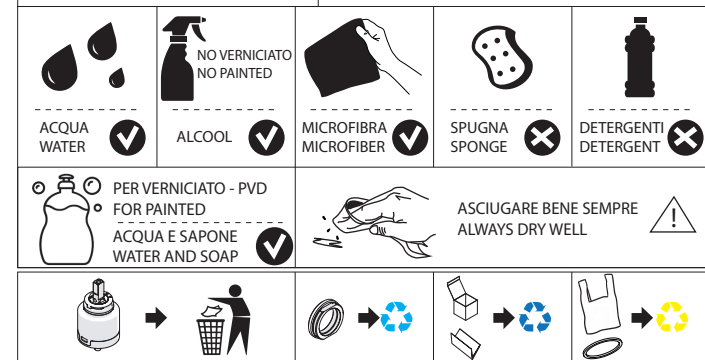 NO VERNICIATO
NO PAINTED
ACQUA
WATER
ALCOOL
MICROFIBRA
MICROFIBER
SPUGNA
SPONGE
DETERGENTI
DETERGENT
PER VERNICIATO - PVD
FOR PAINTED
ACQUA E SAPONE
WATER AND SOAP
ASCIUGARE BENE SEMPRE
ALWAYS DRY WELL